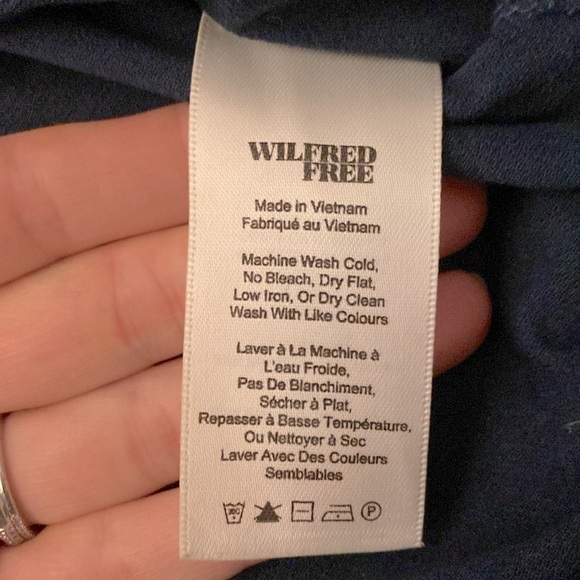 WILFRED
FREE
Made in Vietnam
Fabriqué au Vietnam
Machine Wash Cold,
No Bleach, Dry Flat,
Low Iron, Or Dry Clean
Wash With Like Colours
Laver à La Machine à
L'eau Froide,
Pas De Blanchiment,
Sécher à Plat,
Repasser à Basse Température,
Ou Nettoyer à Sec
Laver Avec Des Couleurs
Semblables
30C P